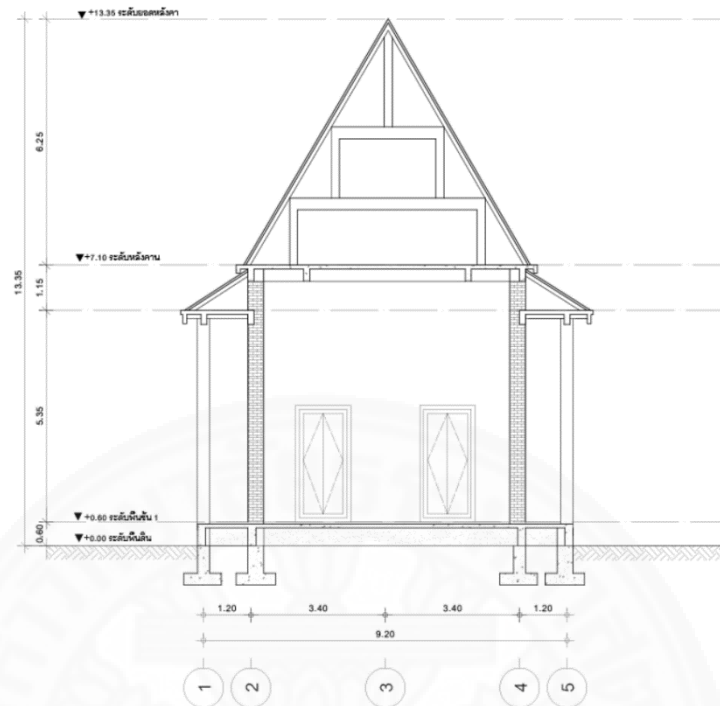 +13.35 ระดับยอดหลังคา
6.25
13.35
+7.10 ระดับหลังคาน
1.15
5.35
+0.60 ระดับพื้นชั้น 1
0.60
+0.00 ระดับพื้นดิน
1.20 3.40 3.40 1.20
9.20
1 2 3 4 5